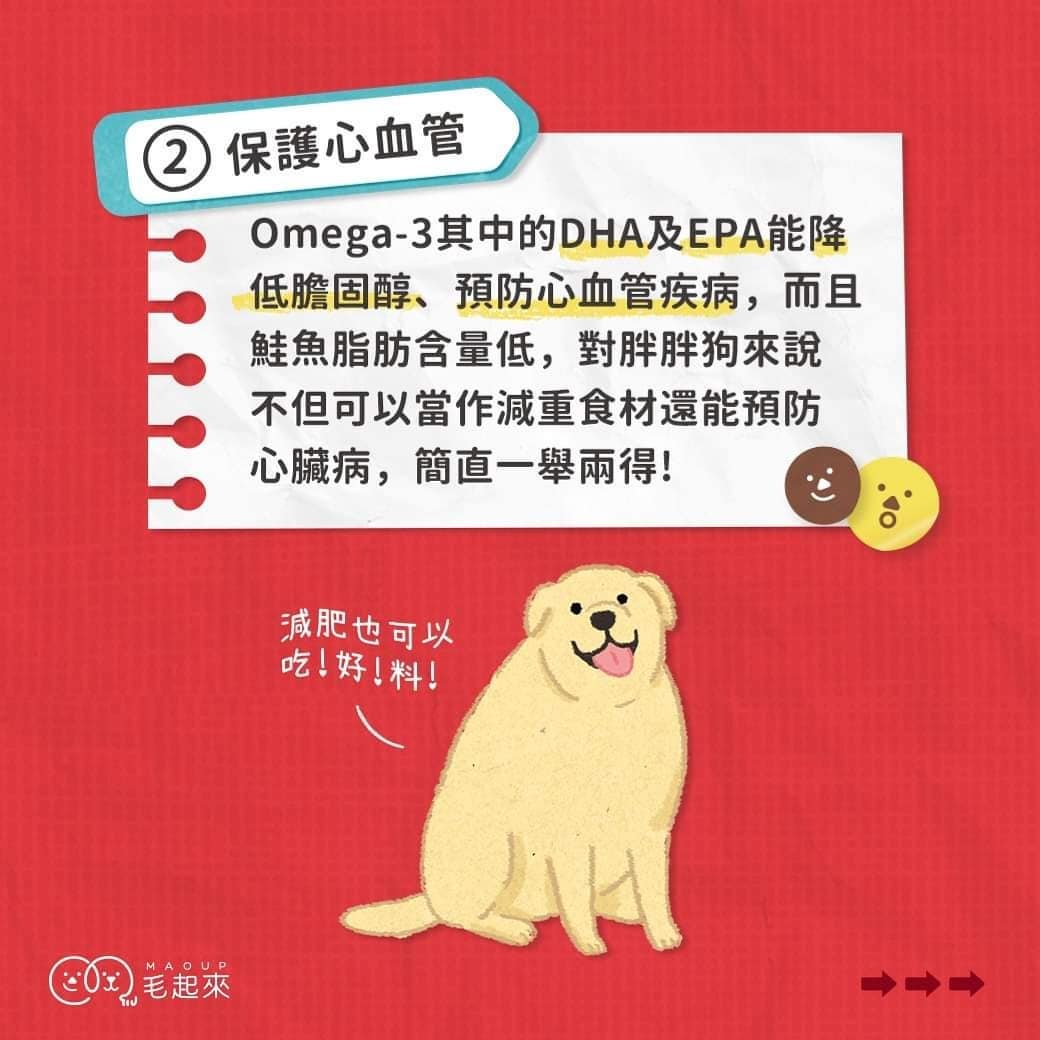 ② 保護心血管
Omega-3其中的DHA及EPA能降
低膽固醇、預防心血管疾病，而且
鮭魚脂肪含量低，對胖胖狗來說
不但可以當作減重食材還能預防
心臟病，簡直一舉兩得!
減肥也可以
吃!好!料!
MAOUP
毛起來